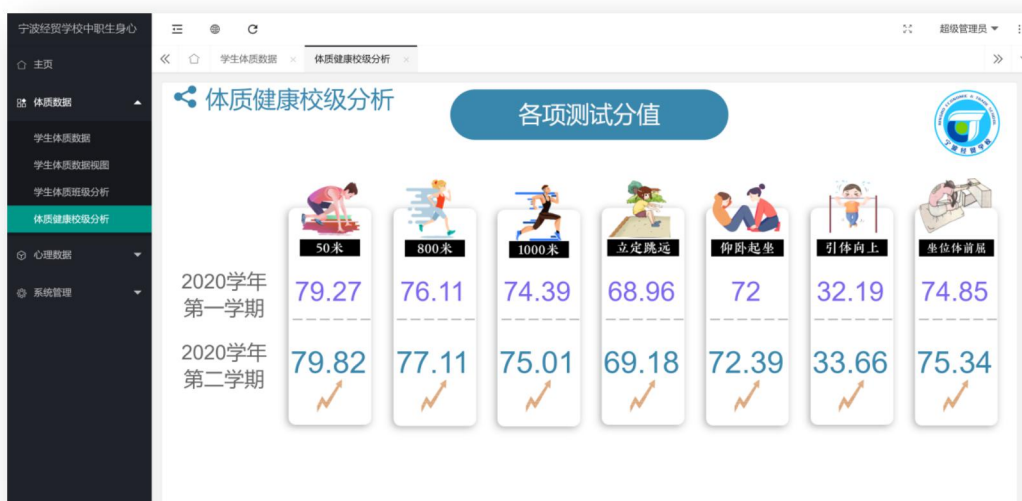 宁波经贸学校中职生身心
超级管理员
学生体质数据
体质健康校级分析
主页
体质数据
学生体质数据
学生体质数据视图
学生体质班级分析
体质健康校级分析
心理数据
系统管理
体质健康校级分析
各项测试分值
50米
800米
1000米
立定跳远
仰卧起坐
引体向上
坐位体前屈
2020学年
第一学期
79.27
76.11
74.39
68.96
72
32.19
74.85
2020学年
第二学期
79.82
77.11
75.01
69.18
72.39
33.66
75.34